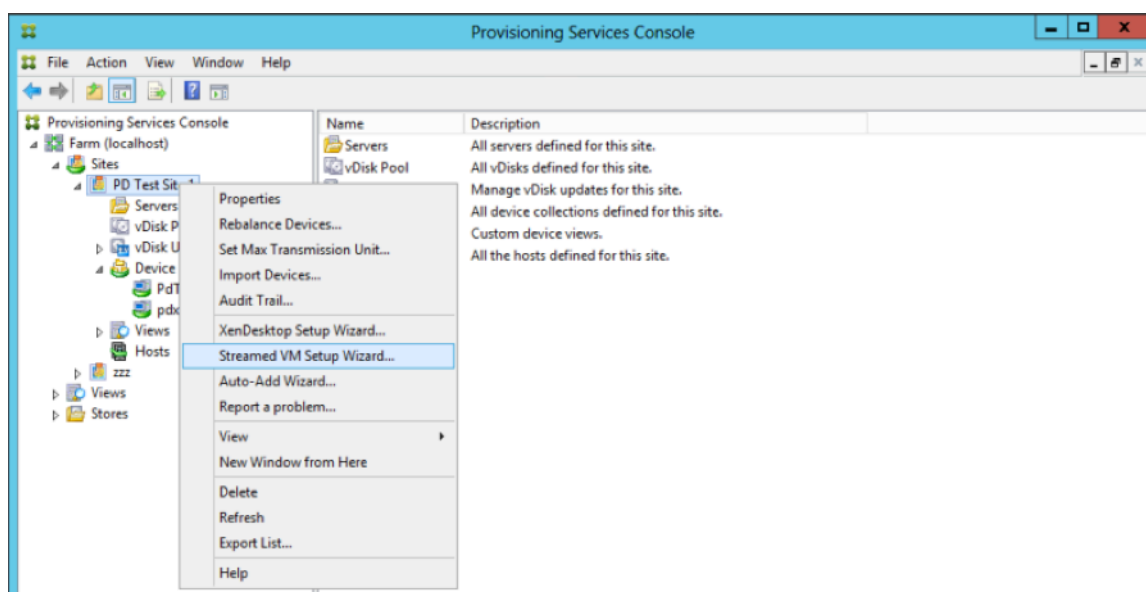 Provisioning Services Console
File Action View Window Help
Provisioning Services Console
Farm (localhost)
Sites
PD Test Sit
Servers
vDisk P
vDisk U
Device
PdT
pdx
Views
Hosts
zzz
Views
Stores
Name Description
Servers All servers defined for this site.
vDisk Pool All vDisks defined for this site.
Manage vDisk updates for this site.
All device collections defined for this site.
Custom device views.
All the hosts defined for this site.
Properties
Rebalance Devices...
Set Max Transmission Unit...
Import Devices...
Audit Trail...
XenDesktop Setup Wizard...
Streamed VM Setup Wizard...
Auto-Add Wizard...
Report a problem...
View
New Window from Here
Delete
Refresh
Export List...
Help